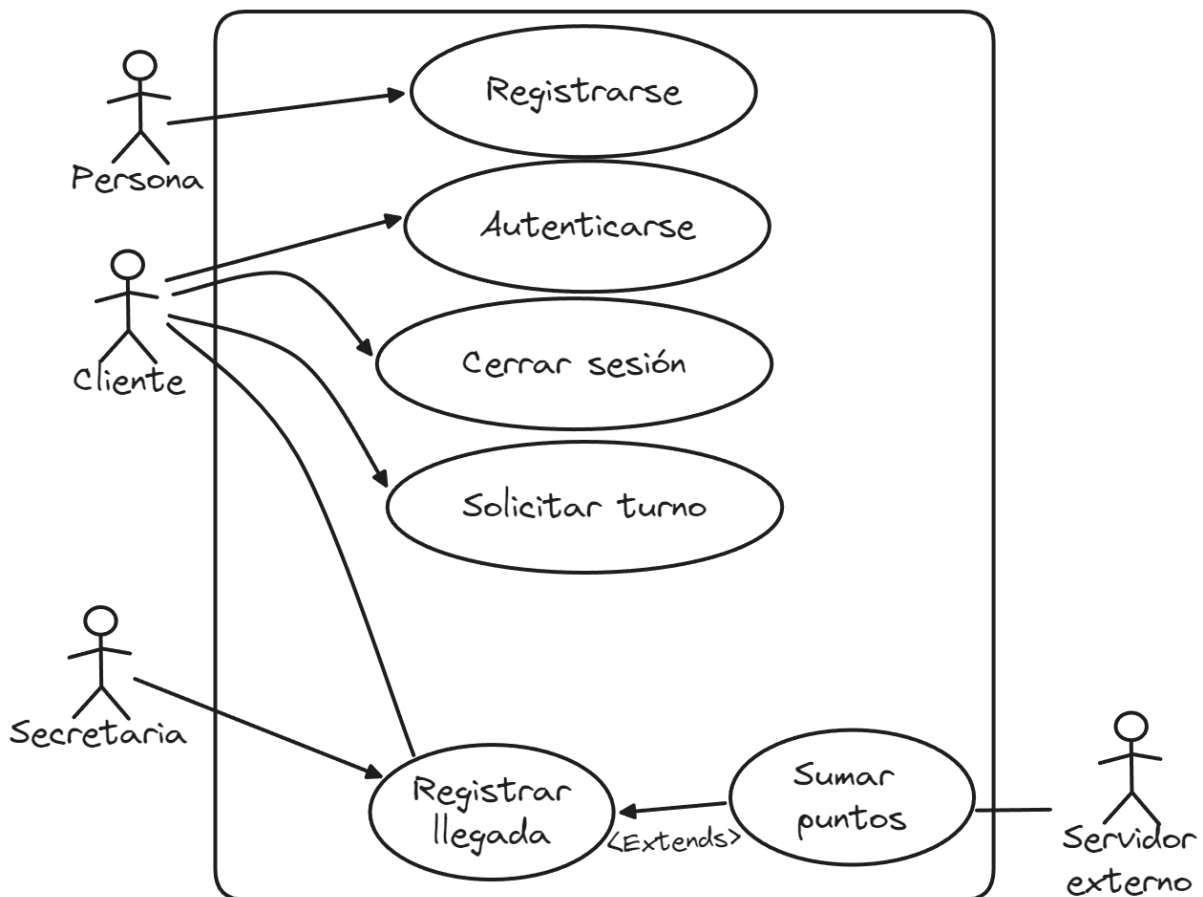 Registrarse
Persona
Autenticarse
Cliente
Cerrar sesión
Solicitar turno
Secretaria
Registrar
llegada
<Extends>
Sumar
puntos
Servidor
externo